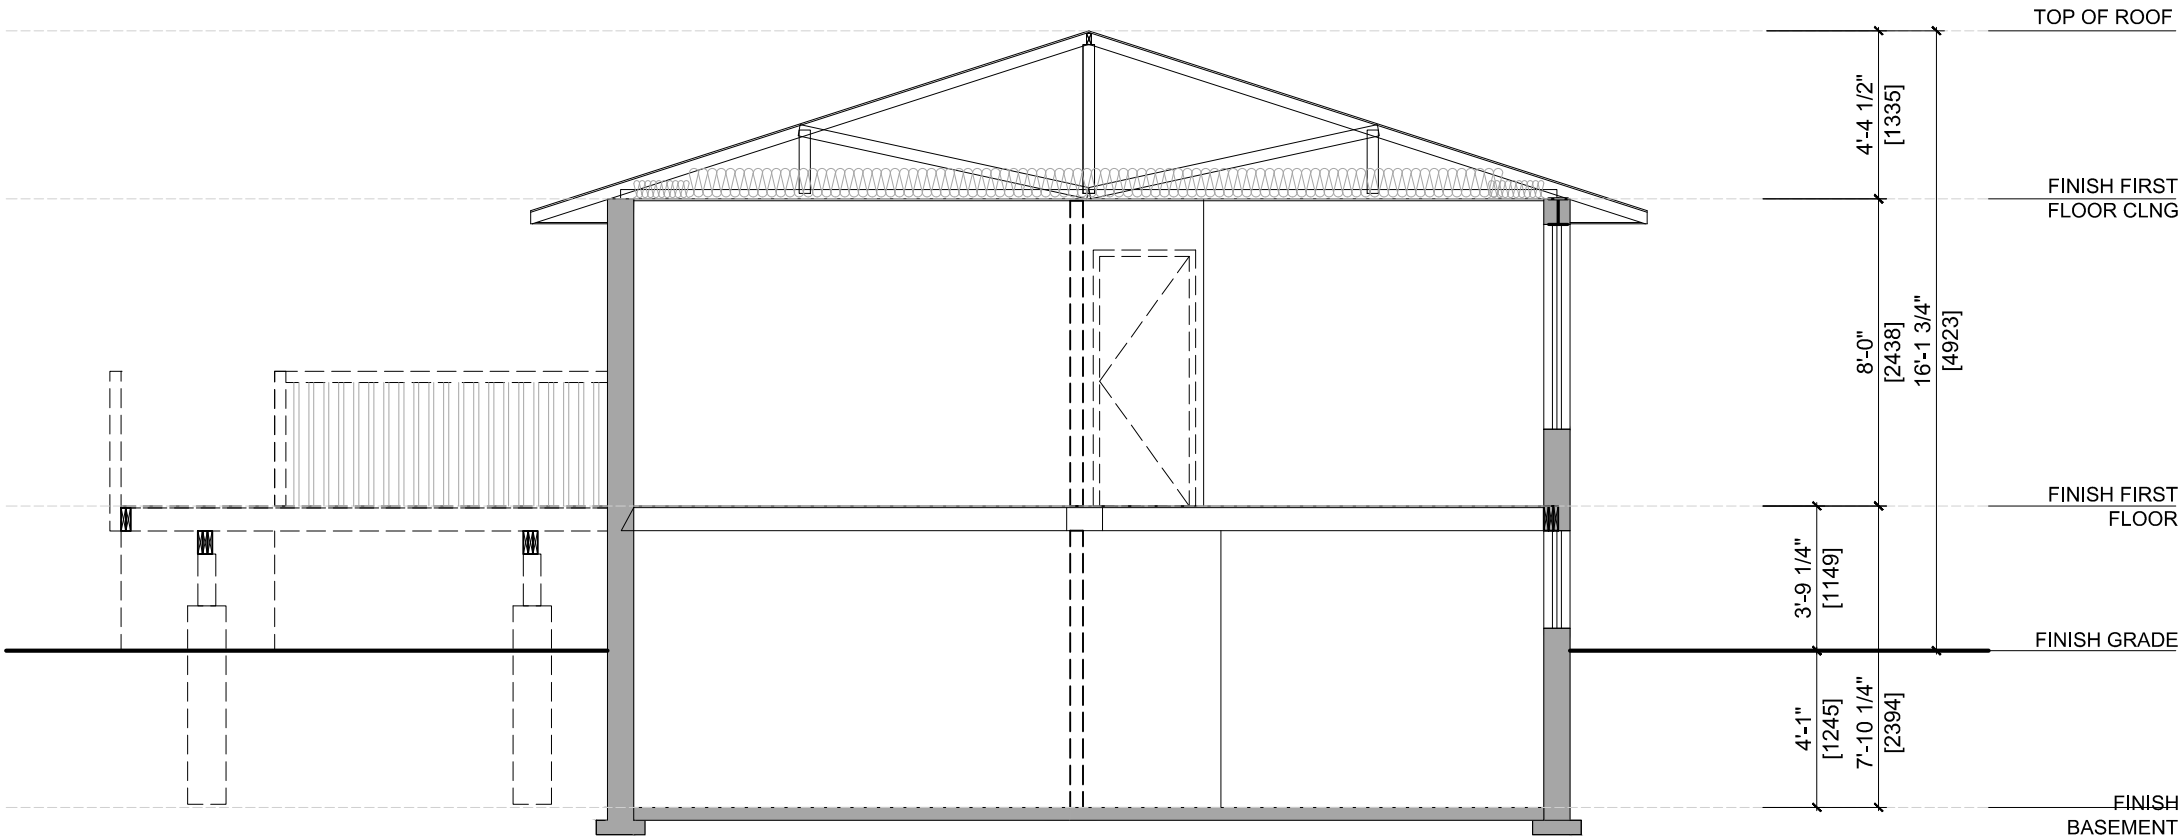 TOP OF ROOF
4'-4 1/2"
[1335]
FINISH FIRST
FLOOR CLNG
8'-0"
[2438]
16'-1 3/4"
[4923]
FINISH FIRST
FLOOR
3'-9 1/4"
[1149]
FINISH GRADE
4'-1"
[1245]
7'-10 1/4"
[2394]
FINISH
BASEMENT